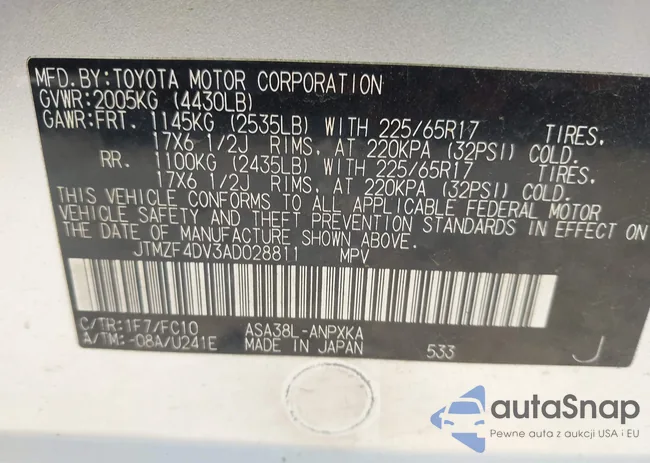 MFD.BY:TOYOTA MOTOR CORPORATION
GVWR:2005KG (4430LB)
GAWR:FRT. 1145KG (2535LB) WITH 225/65R17 TIRES,
17X6 1/2J RIMS, AT 220KPA (32PSI) COLD.
RR. 1100KG (2435LB) WITH 225/65R17 TIRES,
17X6 1/2J RIMS, AT 220KPA (32PSI) COLD.
THIS VEHICLE CONFORMS TO ALL APPLICABLE FEDERAL MOTOR
VEHICLE SAFETY AND THEFT PREVENTION STANDARDS IN EFFECT ON
THE DATE OF MANUFACTURE SHOWN ABOVE.
JTMZF4DV3AD028811 MPV
C/TR:1F7/FC10 ASA38L-ANPXKA
A/TM:-08A/U241E MADE IN JAPAN 533 J
autoSnap
Pewne auta z aukcji USA i EU